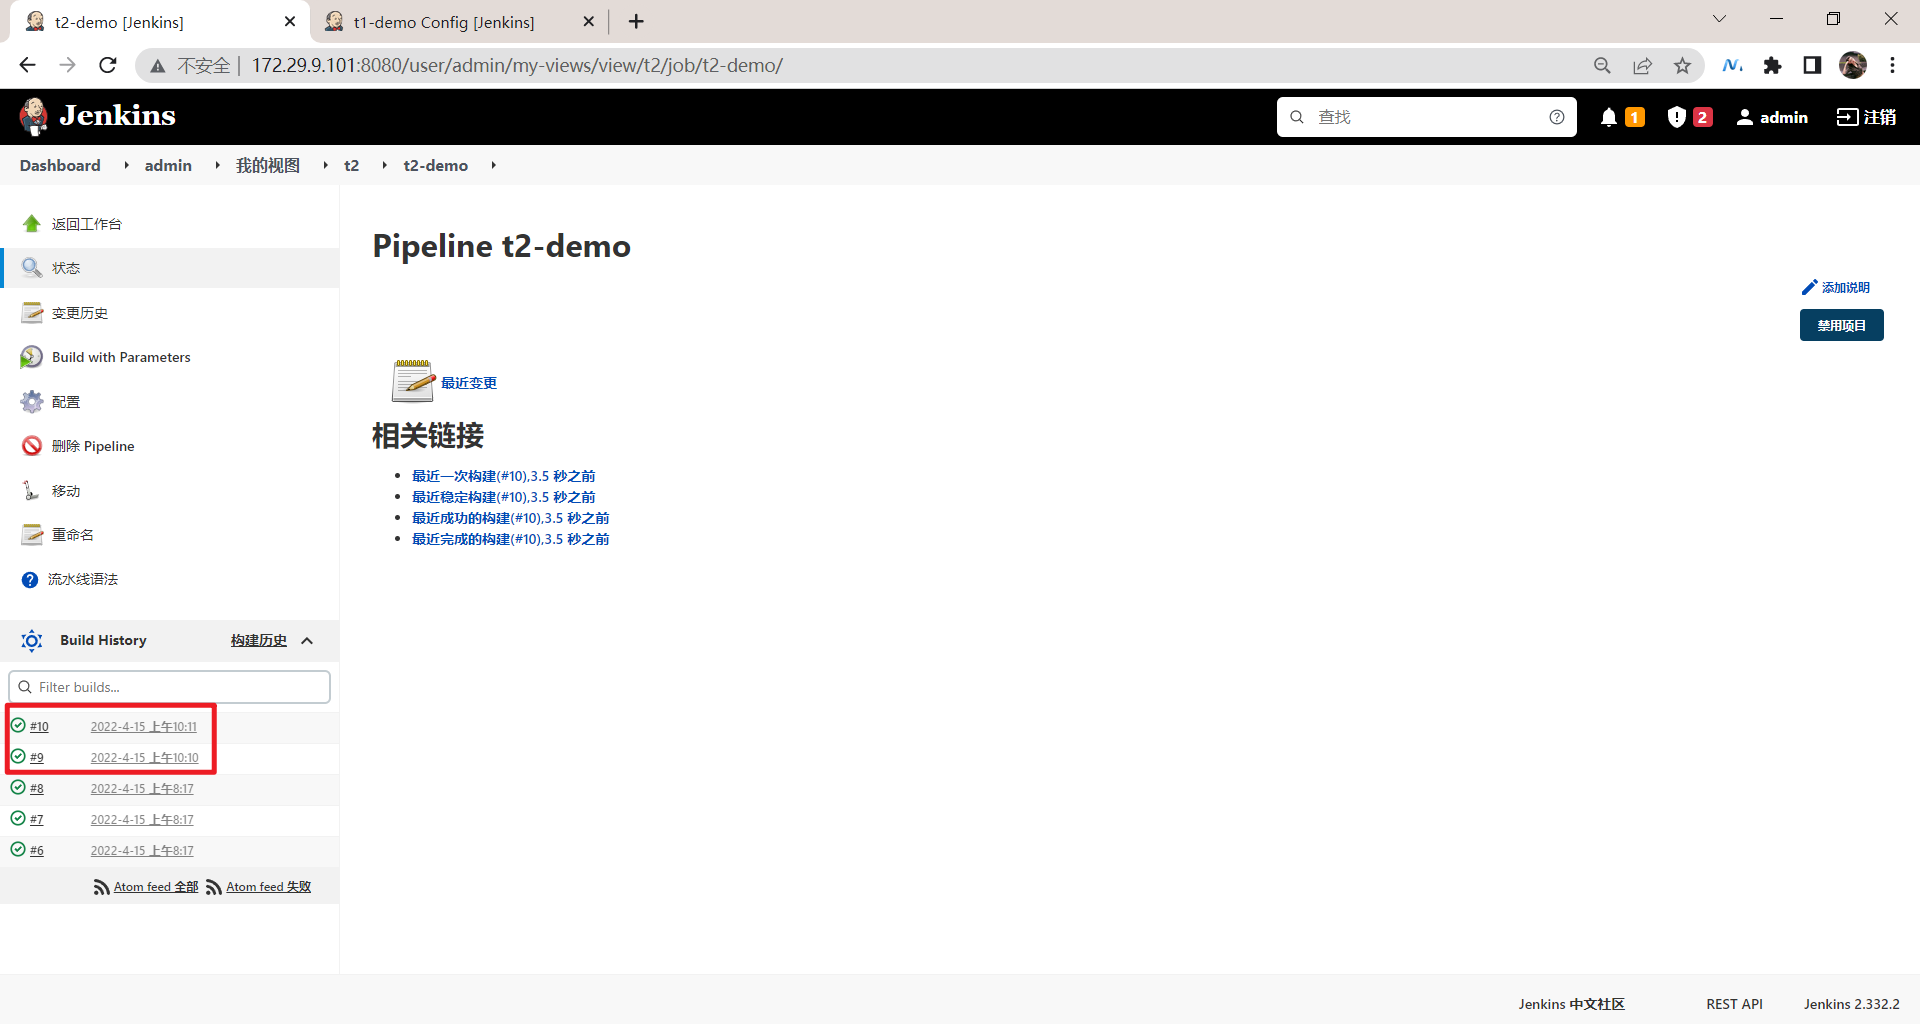 t2-demo [Jenkins]
t1-demo Config [Jenkins]
不安全 | 172.29.9.101:8080/user/admin/my-views/view/t2/job/t2-demo/
Jenkins
查找
1
2
admin
注销
Dashboard
admin
我的视图
t2
t2-demo
返回工作台
状态
变更历史
Build with Parameters
配置
删除 Pipeline
移动
重命名
流水线语法
Build History
构建历史
Filter builds...
#10 2022-4-15 上午10:11
#9 2022-4-15 上午10:10
#8 2022-4-15 上午8:17
#7 2022-4-15 上午8:17
#6 2022-4-15 上午8:17
Atom feed 全部 Atom feed 失败
Pipeline t2-demo
添加说明
禁用项目
最近变更
相关链接
最近一次构建(#10),3.5 秒之前
最近稳定构建(#10),3.5 秒之前
最近成功的构建(#10),3.5 秒之前
最近完成的构建(#10),3.5 秒之前
Jenkins 中文社区
REST API
Jenkins 2.332.2